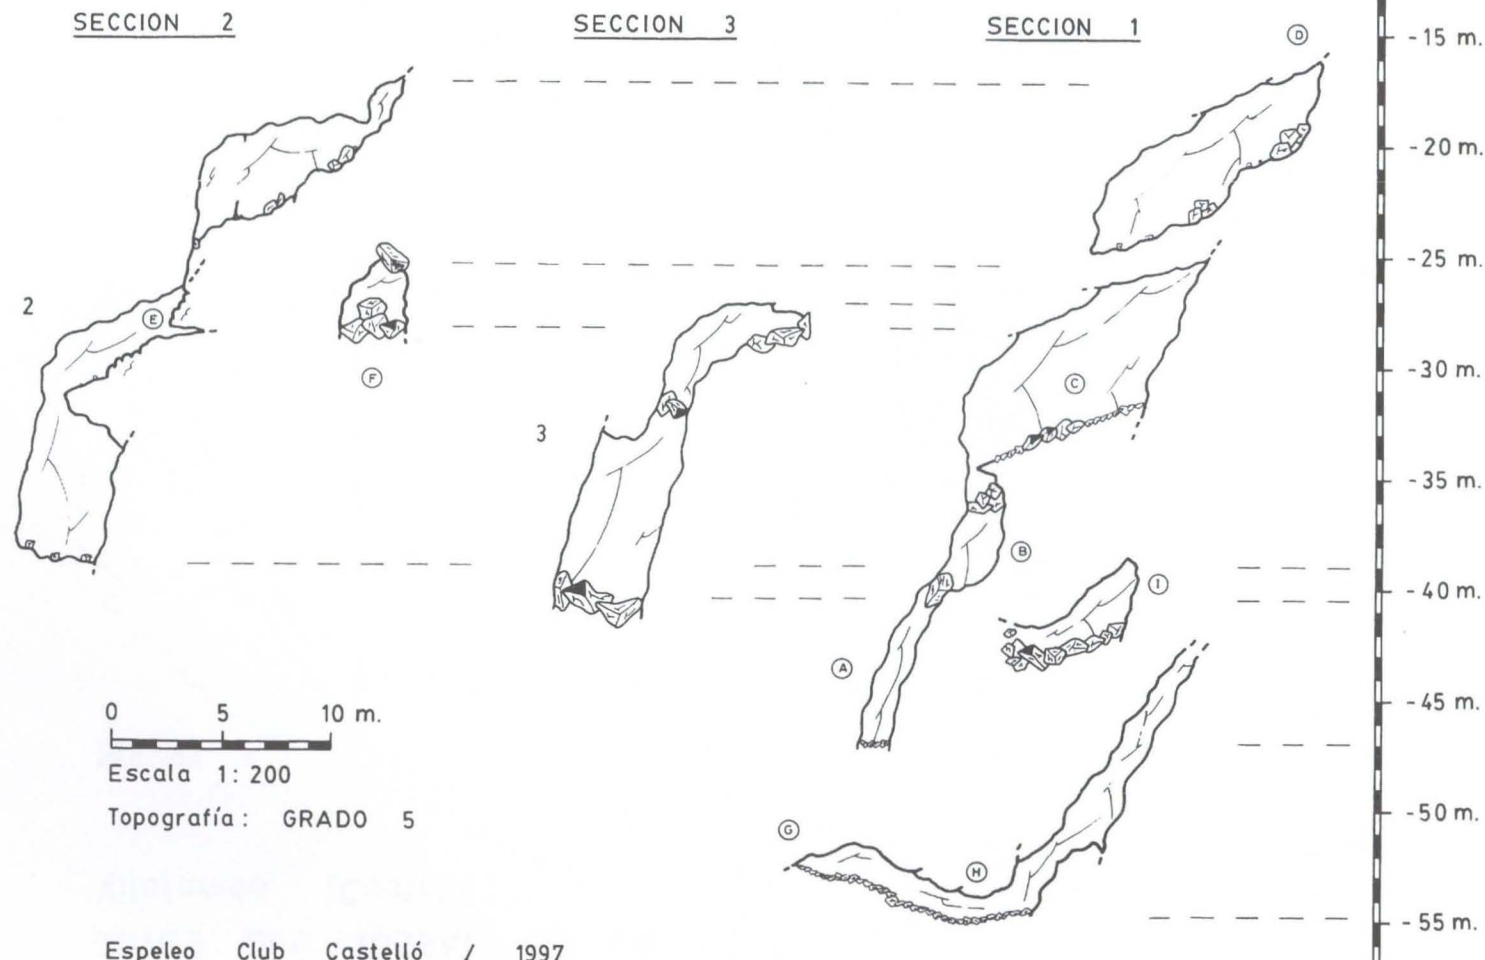 SECCION 2
SECCION 3
SECCION 1
D
-15 m.
-20 m.
-25 m.
2
E
F
3
C
-30 m.
-35 m.
B
I
-40 m.
A
-45 m.
0 5 10 m.
Escala 1:200
Topografía: GRADO 5
G
H
-50 m.
-55 m.
Espeleo Club Castelló / 1997